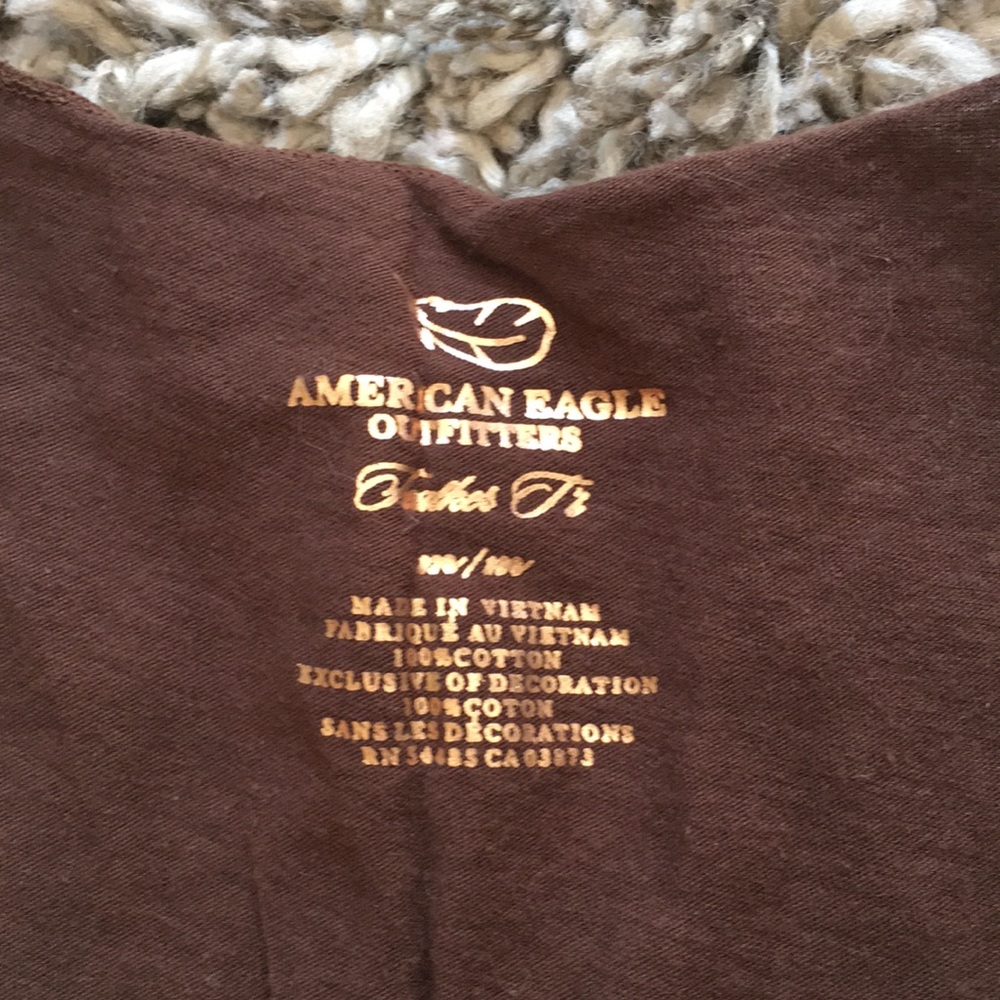 AMERICAN EAGLE
OUTFITTERS
m/m
MADE IN VIETNAM
FABRIQUÉ AU VIETNAM
100% COTTON
EXCLUSIVE OF DECORATION
100% COTON
SANS LES DÉCORATIONS
RN 54485 CA 03873